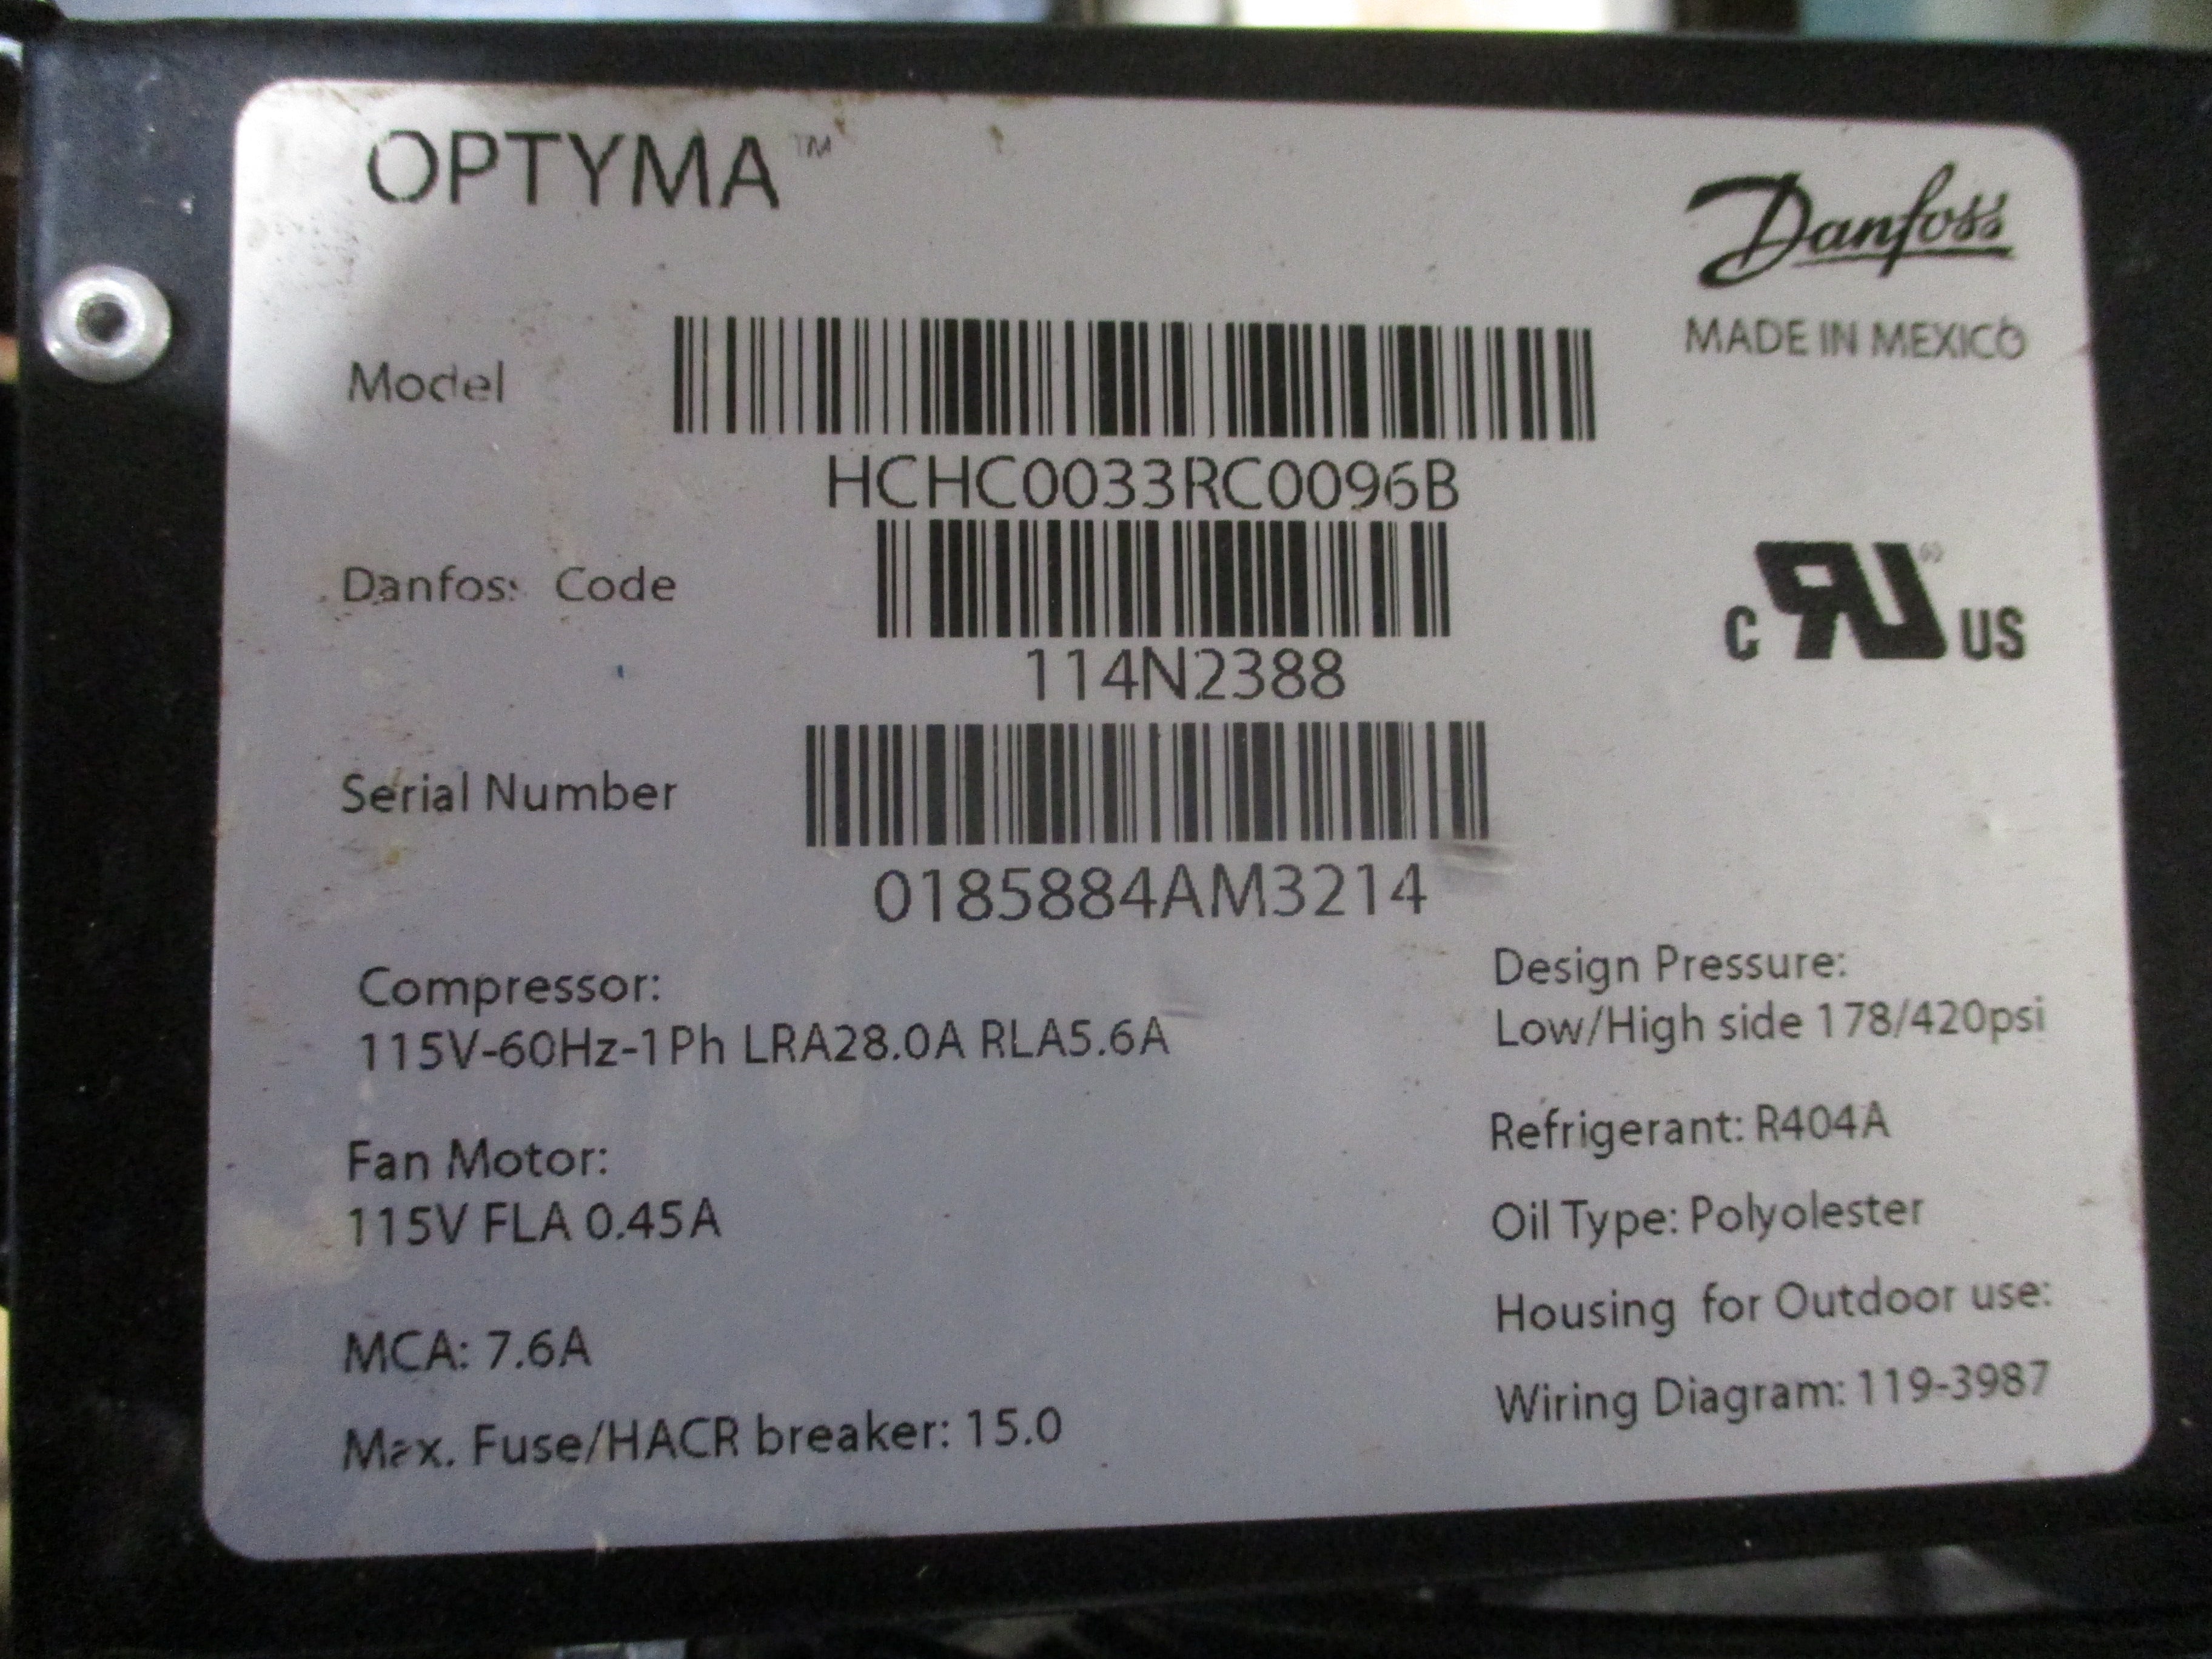 OPTYMA™
Danfoss
MADE IN MEXICO
Model
HCHC0033RC0096B
Danfoss Code
114N2388
C RU US
Serial Number
0185884AM3214
Compressor:
115V-60Hz-1Ph LRA28.0A RLA5.6A
Fan Motor:
115V FLA 0.45A
MCA: 7.6A
Max. Fuse/HACR breaker: 15.0
Design Pressure:
Low/High side 178/420psi
Refrigerant: R404A
Oil Type: Polyolester
Housing for Outdoor use:
Wiring Diagram: 119-3987